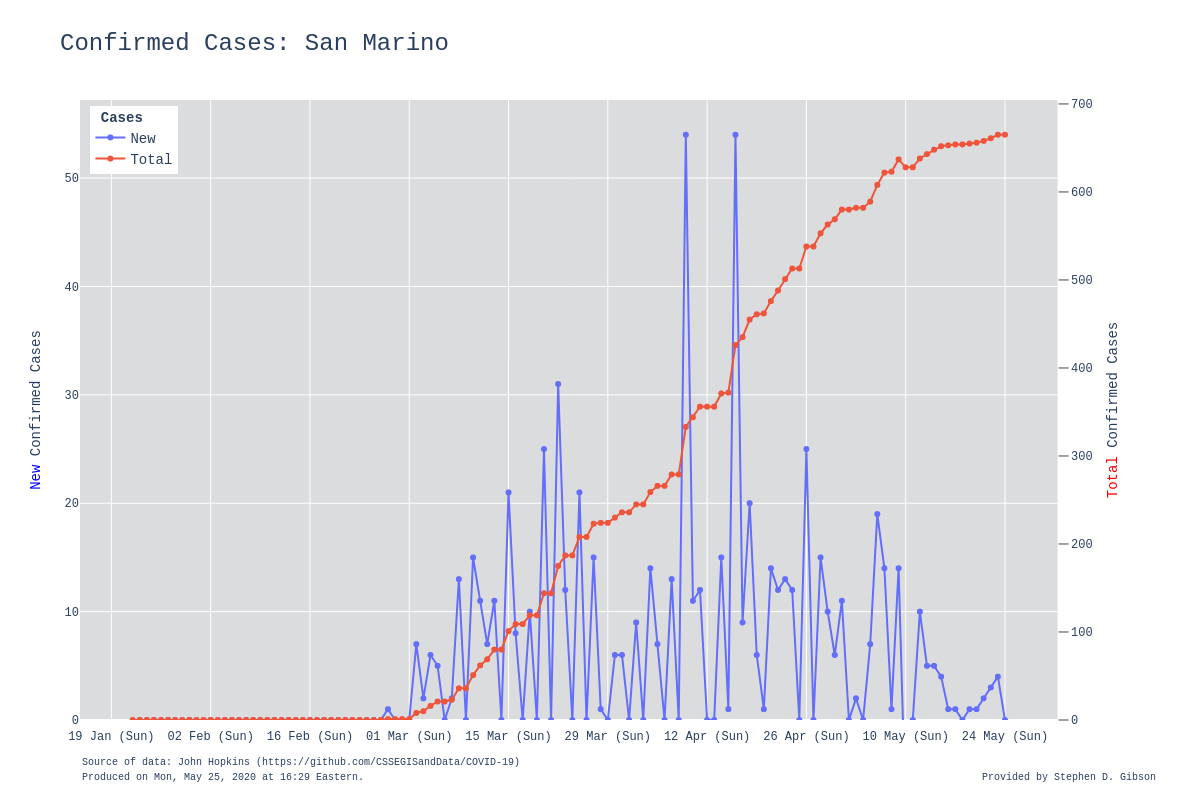 Confirmed Cases: San Marino
Cases
New
Total
50
40
30
20
10
0
New Confirmed Cases
700
600
500
400
300
200
100
0
Total Confirmed Cases
19 Jan (Sun) 02 Feb (Sun) 16 Feb (Sun) 01 Mar (Sun) 15 Mar (Sun) 29 Mar (Sun) 12 Apr (Sun) 26 Apr (Sun) 10 May (Sun) 24 May (Sun)
Source of data: John Hopkins (https://github.com/CSSEGISandData/COVID-19)
Produced on Mon, May 25, 2020 at 16:29 Eastern.
Provided by Stephen D. Gibson